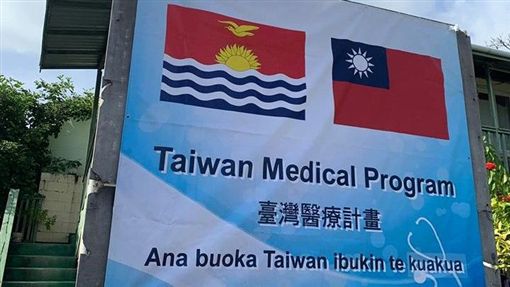 Taiwan Medical Program
臺灣醫療計畫
Ana buoka Taiwan ibukin te kuakua